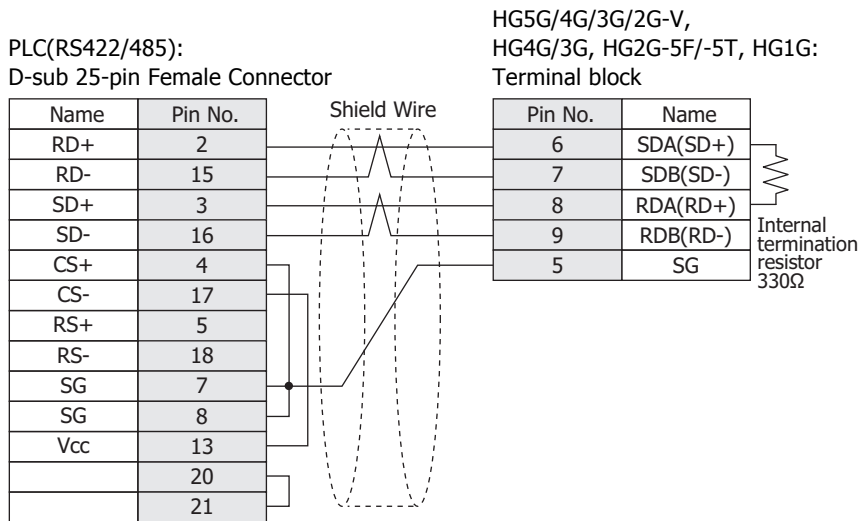 HG5G/4G/3G/2G-V,
PLC(RS422/485):
HG4G/3G, HG2G-5F/-5T, HG1G:
D-sub 25-pin Female Connector
Terminal block
Name Pin No. Shield Wire Pin No. Name
RD+ 2 6 SDA(SD+)
RD- 15 7 SDB(SD-)
SD+ 3 8 RDA(RD+)
SD- 16 9 RDB(RD-)
CS+ 4 5 SG
Internal
termination
resistor
330Ω
CS- 17
RS+ 5
RS- 18
SG 7
SG 8
Vcc 13
20
21